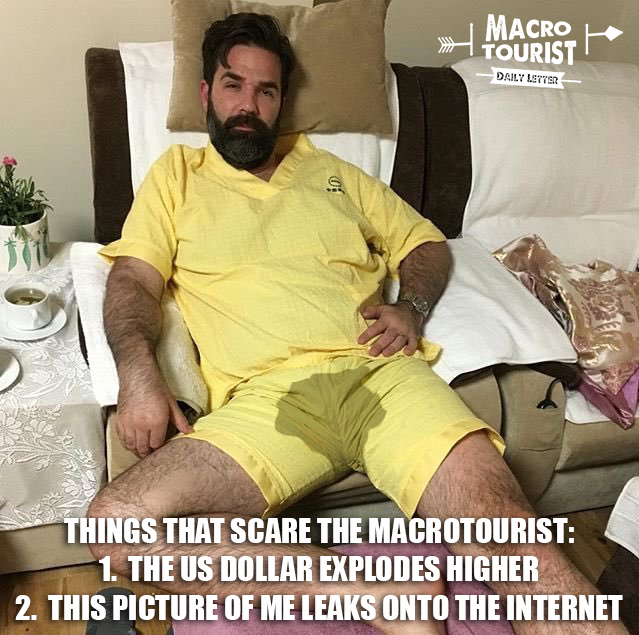 MACRO
TOURIST
DAILY LETTER
THINGS THAT SCARE THE MACROTOURIST:
1. THE US DOLLAR EXPLODES HIGHER
2. THIS PICTURE OF ME LEAKS ONTO THE INTERNET